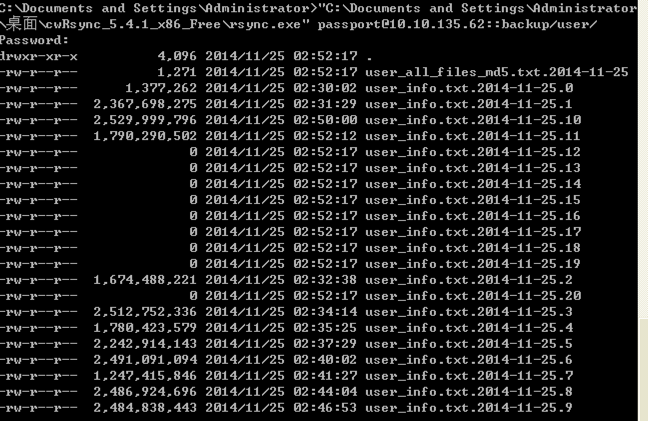 C:\Documents and Settings\Administrator>"C:\Documents and Settings\Administrator
\桌面\cwRsync_5.4.1_x86_Free\rsync.exe" passport@10.10.135.62::backup/user/
Password:
drwxr-xr-x 4,096 2014/11/25 02:52:17 .
-rw-r--r-- 1,271 2014/11/25 02:52:17 user_all_files_md5.txt.2014-11-25
-rw-r--r-- 1,377,262 2014/11/25 02:30:02 user_info.txt.2014-11-25.0
-rw-r--r-- 2,367,698,275 2014/11/25 02:31:29 user_info.txt.2014-11-25.1
-rw-r--r-- 2,529,999,796 2014/11/25 02:50:00 user_info.txt.2014-11-25.10
-rw-r--r-- 1,790,290,502 2014/11/25 02:52:12 user_info.txt.2014-11-25.11
-rw-r--r-- 0 2014/11/25 02:52:17 user_info.txt.2014-11-25.12
-rw-r--r-- 0 2014/11/25 02:52:17 user_info.txt.2014-11-25.13
-rw-r--r-- 0 2014/11/25 02:52:17 user_info.txt.2014-11-25.14
-rw-r--r-- 0 2014/11/25 02:52:17 user_info.txt.2014-11-25.15
-rw-r--r-- 0 2014/11/25 02:52:17 user_info.txt.2014-11-25.16
-rw-r--r-- 0 2014/11/25 02:52:17 user_info.txt.2014-11-25.17
-rw-r--r-- 0 2014/11/25 02:52:17 user_info.txt.2014-11-25.18
-rw-r--r-- 0 2014/11/25 02:52:17 user_info.txt.2014-11-25.19
-rw-r--r-- 1,674,488,221 2014/11/25 02:32:38 user_info.txt.2014-11-25.2
-rw-r--r-- 0 2014/11/25 02:52:17 user_info.txt.2014-11-25.20
-rw-r--r-- 2,512,752,336 2014/11/25 02:34:14 user_info.txt.2014-11-25.3
-rw-r--r-- 1,780,423,579 2014/11/25 02:35:25 user_info.txt.2014-11-25.4
-rw-r--r-- 2,242,914,143 2014/11/25 02:37:29 user_info.txt.2014-11-25.5
-rw-r--r-- 2,491,091,094 2014/11/25 02:40:02 user_info.txt.2014-11-25.6
-rw-r--r-- 1,247,415,846 2014/11/25 02:41:27 user_info.txt.2014-11-25.7
-rw-r--r-- 2,486,924,696 2014/11/25 02:44:04 user_info.txt.2014-11-25.8
-rw-r--r-- 2,484,838,443 2014/11/25 02:46:53 user_info.txt.2014-11-25.9